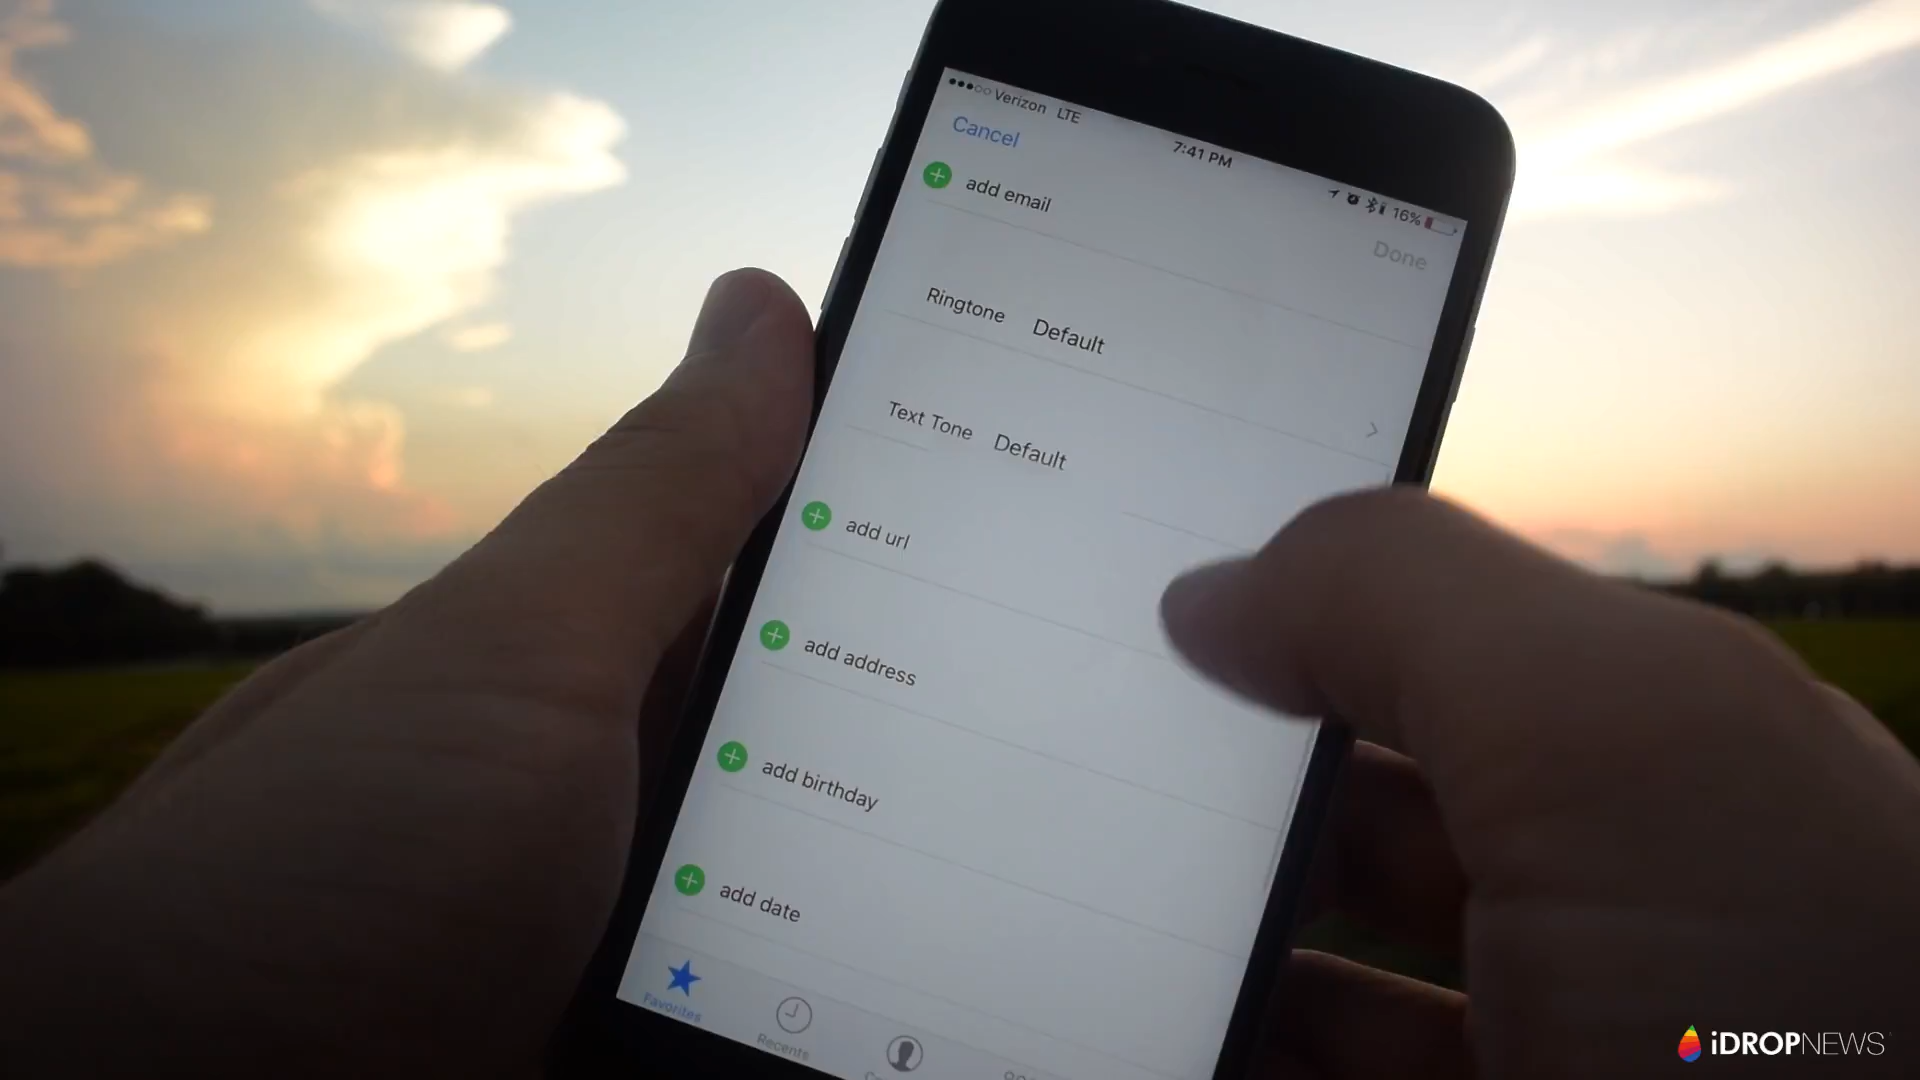 Verizon LTE
7:41 PM
16%
Cancel
Done
add email
Ringtone Default
Text Tone Default
add url
add address
add birthday
add date
Favorites
Recents
iDROPNEWS